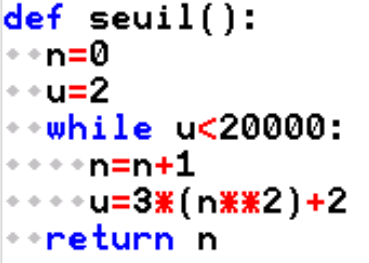 def seuil():
  n=0
  u=2
  while u<20000:
    n=n+1
    u=3*(n**2)+2
  return n